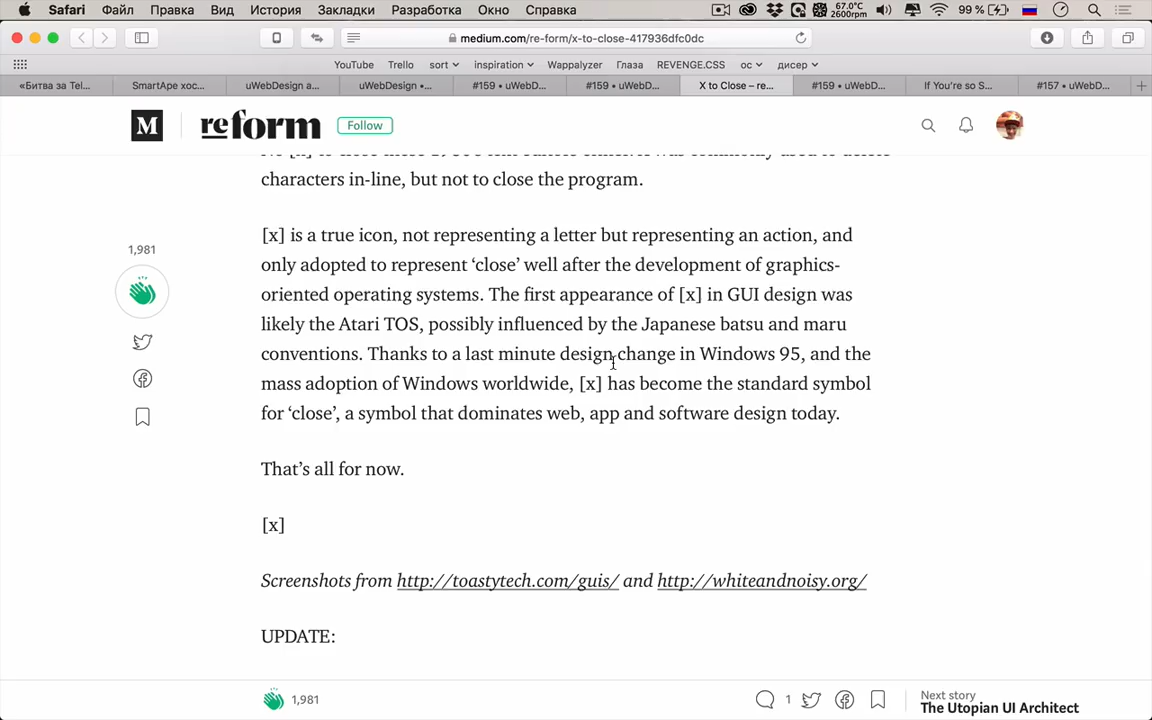 Safari Файл Правка Вид История Закладки Разработка Окно Справка 67.0°C 2600rpm 99 %
medium.com/re-form/x-to-close-417936dfc0dc
YouTube Trello sort inspiration Wappalyzer Глаза REVENGE.CSS ос дисер
«Битва за Tel... SmartApe хос... uWebDesign a... uWebDesign •... #159 • uWebD... #159 • uWebD... X to Close – re... #159 • uWebD... If You're so S... #157 • uWebD...
M reform Follow
characters in-line, but not to close the program.
[x] is a true icon, not representing a letter but representing an action, and
only adopted to represent ‘close’ well after the development of graphics-
oriented operating systems. The first appearance of [x] in GUI design was
likely the Atari TOS, possibly influenced by the Japanese batsu and maru
conventions. Thanks to a last minute design change in Windows 95, and the
mass adoption of Windows worldwide, [x] has become the standard symbol
for ‘close’, a symbol that dominates web, app and software design today.
1,981
That’s all for now.
[x]
Screenshots from http://toastytech.com/guis/ and http://whiteandnoisy.org/
UPDATE:
1,981 1 Next story
The Utopian UI Architect